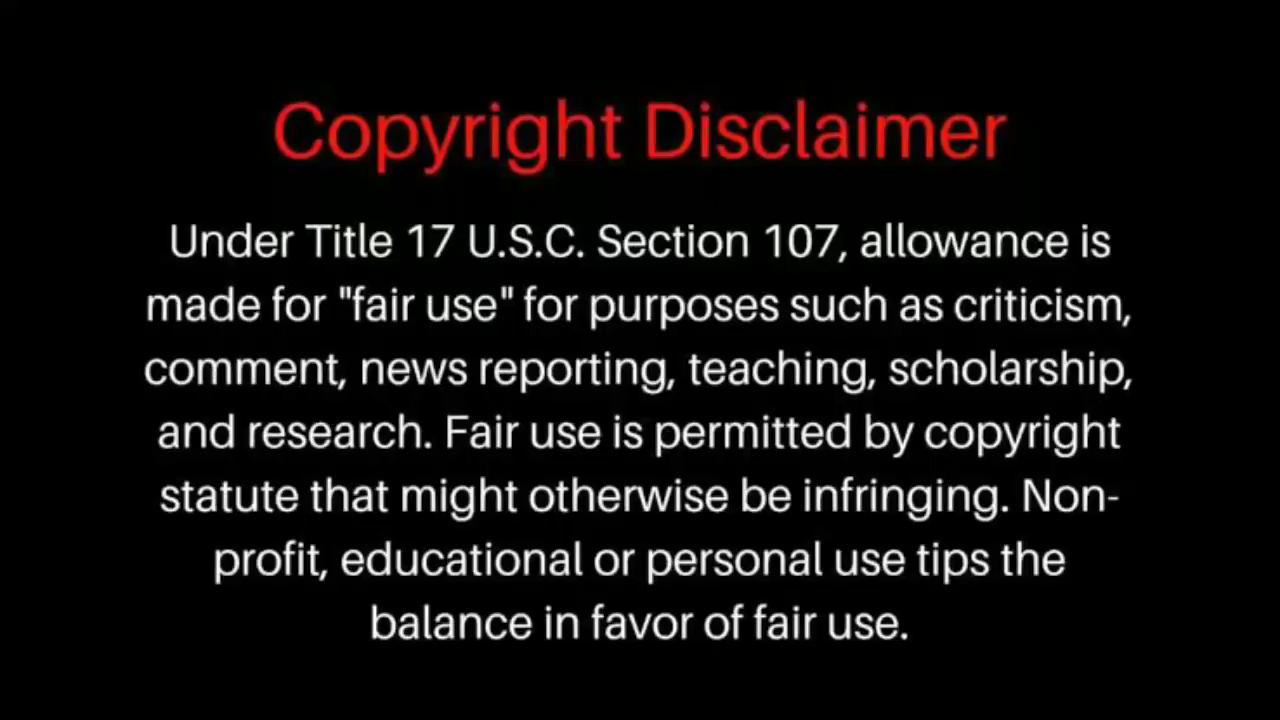 Copyright Disclaimer
Under Title 17 U.S.C. Section 107, allowance is
made for "fair use" for purposes such as criticism,
comment, news reporting, teaching, scholarship,
and research. Fair use is permitted by copyright
statute that might otherwise be infringing. Non-
profit, educational or personal use tips the
balance in favor of fair use.